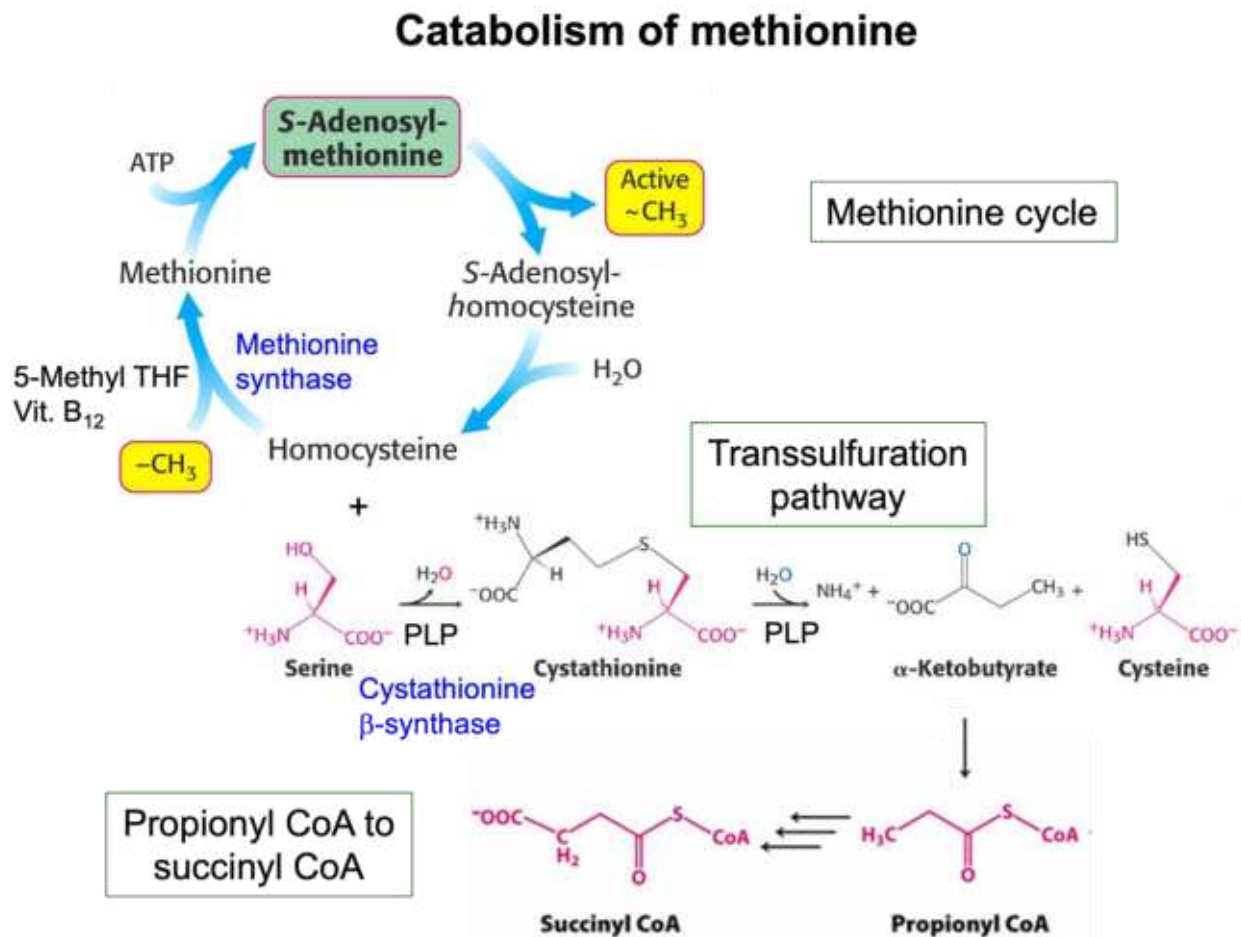 Catabolism of methionine
S-Adenosyl-
methionine
ATP
Active
~CH₃
Methionine cycle
Methionine
S-Adenosyl-
homocysteine
Methionine
synthase
5-Methyl THF
Vit. B₁₂
H₂O
–CH₃
Homocysteine
Transsulfuration
pathway
+
HO
H
⁺H₃N
COO⁻
Serine
H₂O
PLP
⁺H₃N
⁻OOC
H
S
H
⁺H₃N
COO⁻
Cystathionine
H₂O
PLP
NH₄⁺ +
O
⁻OOC
CH₃ +
α-Ketobutyrate
HS
H
⁺H₃N
COO⁻
Cysteine
Cystathionine
β-synthase
Propionyl CoA to
succinyl CoA
⁻OOC
C
H₂
S
CoA
O
Succinyl CoA
H₃C
S
CoA
O
Propionyl CoA